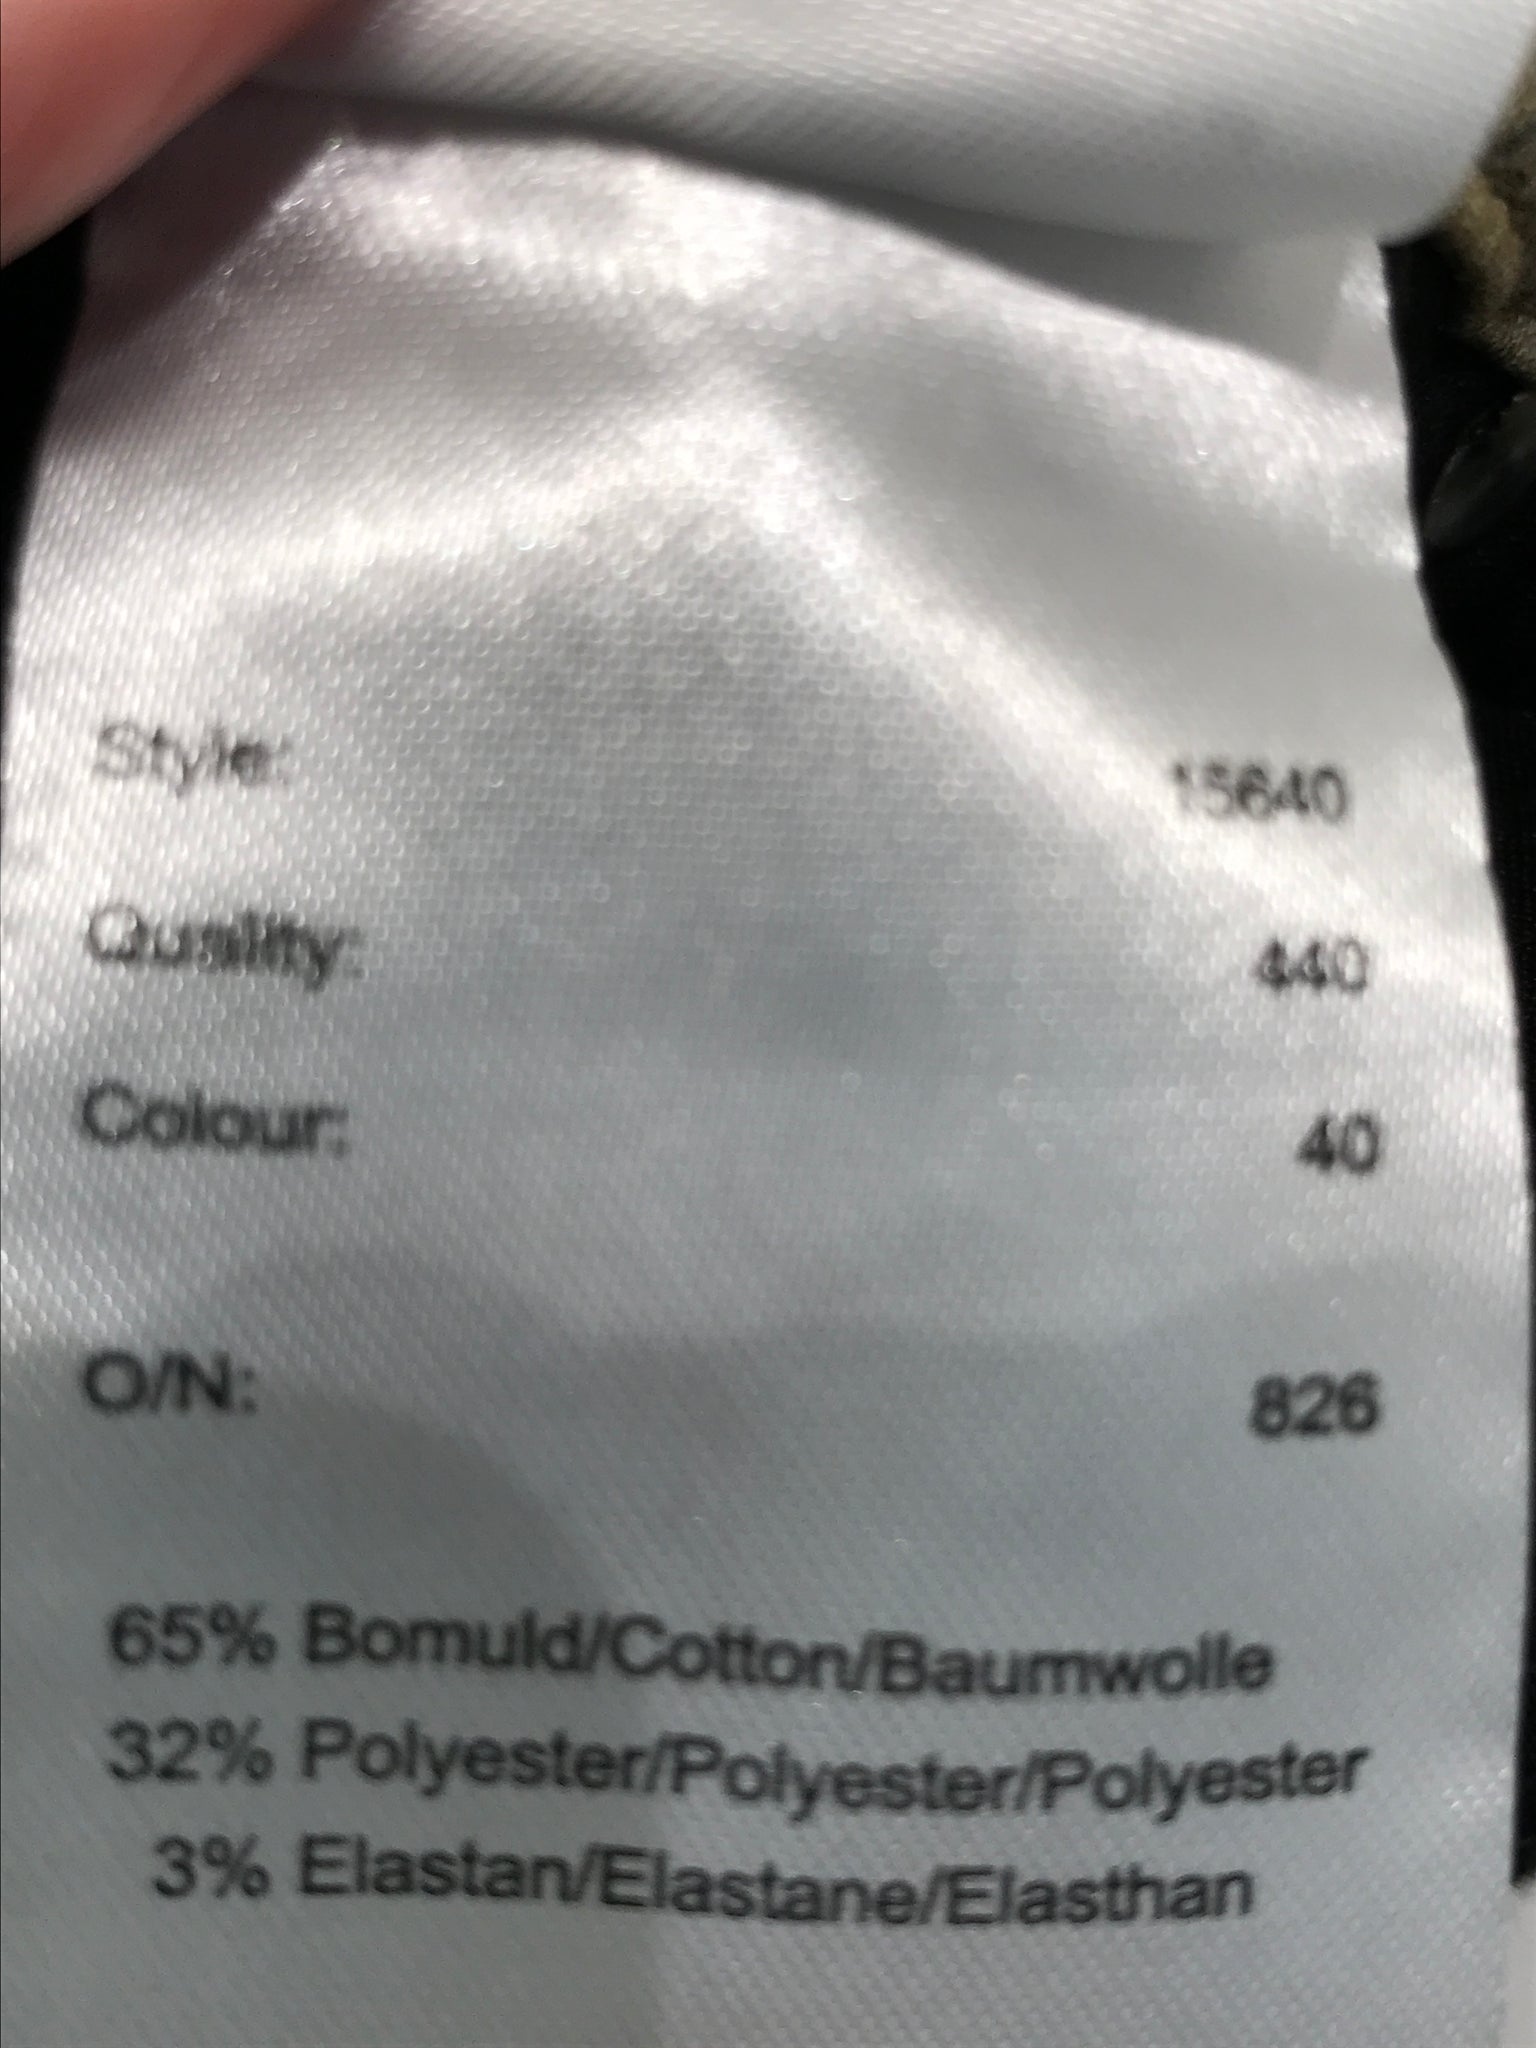 Style: 15640
Quality: 440
Colour: 40
O/N: 826
65% Bomuld/Cotton/Baumwolle
32% Polyester/Polyester/Polyester
3% Elastan/Elastane/Elasthan